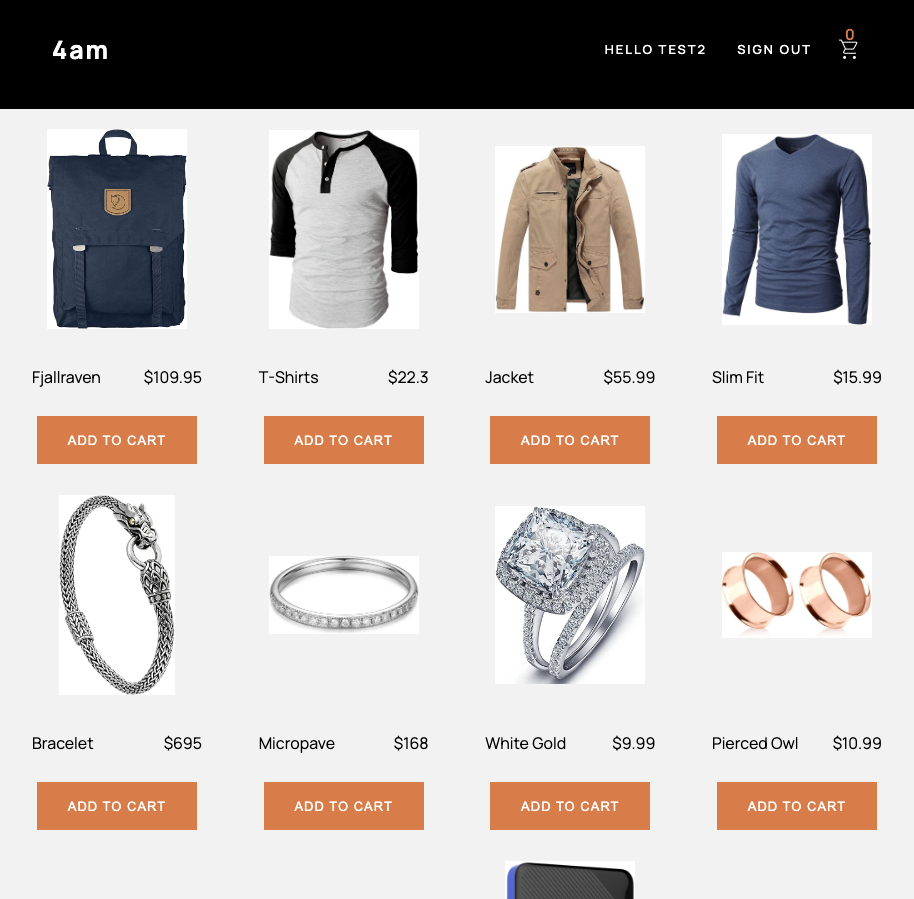 4am
HELLO TEST2 SIGN OUT 0
Fjallraven $109.95 T-Shirts $22.3 Jacket $55.99 Slim Fit $15.99
ADD TO CART ADD TO CART ADD TO CART ADD TO CART
Bracelet $695 Micropave $168 White Gold $9.99 Pierced Owl $10.99
ADD TO CART ADD TO CART ADD TO CART ADD TO CART